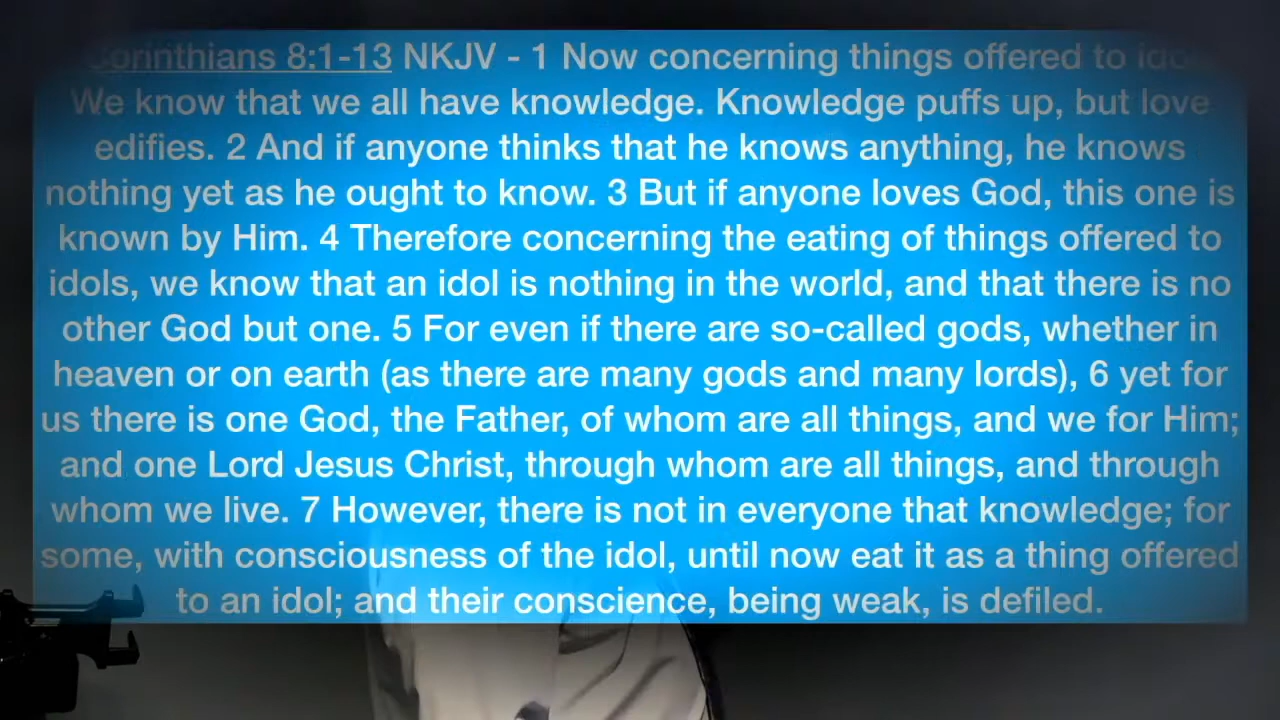 Corinthians 8:1-13 NKJV - 1 Now concerning things offered to
We know that we all have knowledge. Knowledge puffs up, but love
edifies. 2 And if anyone thinks that he knows anything, he knows
nothing yet as he ought to know. 3 But if anyone loves God, this one is
known by Him. 4 Therefore concerning the eating of things offered to
idols, we know that an idol is nothing in the world, and that there is no
other God but one. 5 For even if there are so-called gods, whether in
heaven or on earth (as there are many gods and many lords), 6 yet for
us there is one God, the Father, of whom are all things, and we for Him;
and one Lord Jesus Christ, through whom are all things, and through
whom we live. 7 However, there is not in everyone that knowledge; for
some, with consciousness of the idol, until now eat it as a thing offered
to an idol; and their conscience, being weak, is defiled.